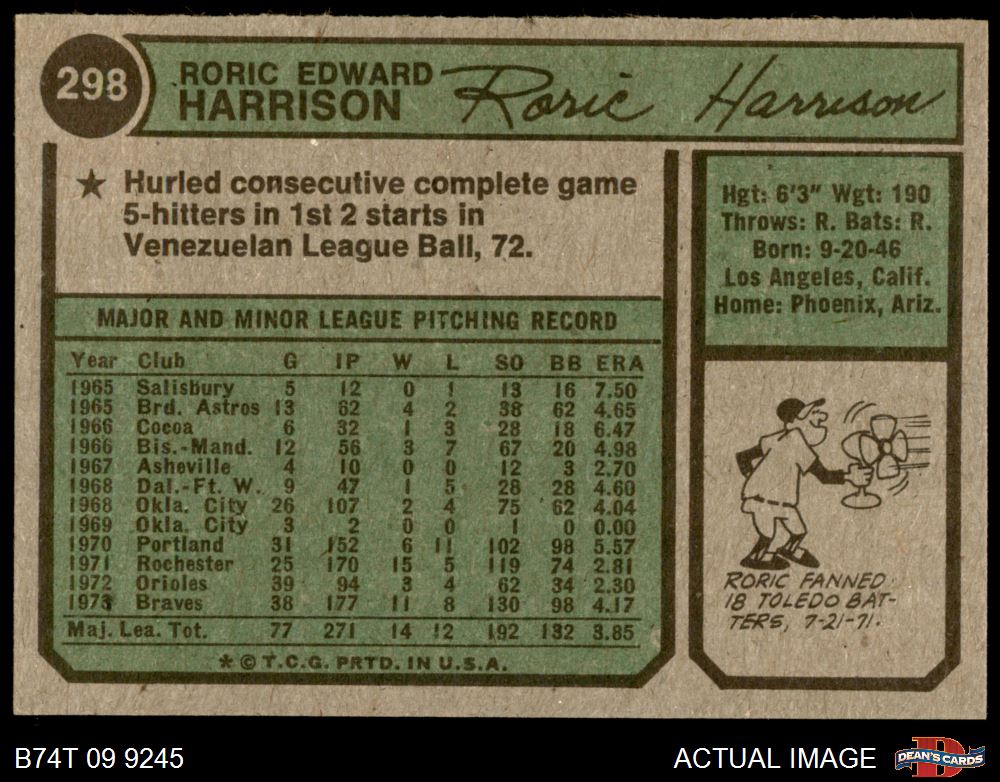 298
RORIC EDWARD
HARRISON
Roric Harrison
★ Hurled consecutive complete game
5-hitters in 1st 2 starts in
Venezuelan League Ball, 72.
Hgt: 6'3" Wgt: 190
Throws: R. Bats: R.
Born: 9-20-46
Los Angeles, Calif.
Home: Phoenix, Ariz.
MAJOR AND MINOR LEAGUE PITCHING RECORD
Year Club G IP W L SO BB ERA
1965 Salisbury 5 12 0 1 13 16 7.50
1965 Brd. Astros 13 62 4 2 38 62 4.65
1966 Cocoa 6 32 1 3 28 18 6.47
1966 Bis.-Mand. 12 56 3 7 67 20 4.98
1967 Asheville 4 10 0 0 12 3 2.70
1968 Dal.-Ft. W. 9 47 1 5 28 28 4.60
1968 Okla. City 26 107 2 4 75 62 4.04
1969 Okla. City 3 2 0 0 1 0 0.00
1970 Portland 31 152 6 11 102 98 5.57
1971 Rochester 25 170 15 5 119 74 2.81
1972 Orioles 39 94 3 4 62 34 2.30
1973 Braves 38 177 11 8 130 98 4.17
Maj. Lea. Tot. 77 271 14 12 192 132 3.85
* © T.C.G. PRTD. IN U.S.A.
RORIC FANNED
18 TOLEDO BAT-
TERS, 7-21-71.
B74T 09 9245
ACTUAL IMAGE
DEAN'S CARDS